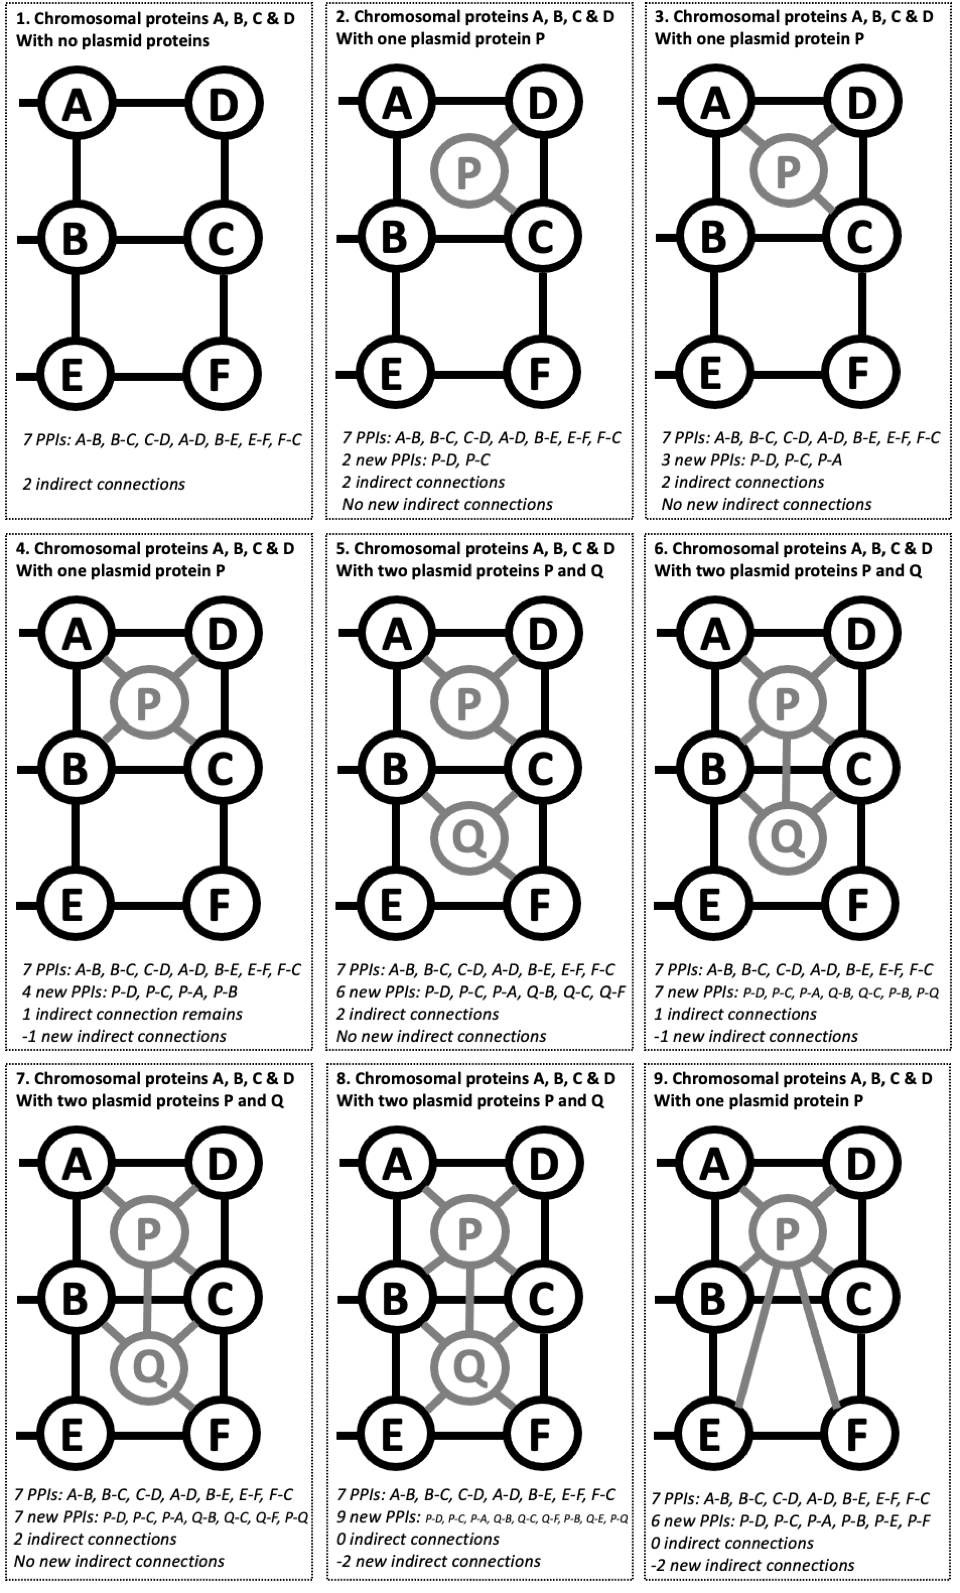 1. Chromosomal proteins A, B, C & D
With no plasmid proteins
A D
B C
E F
7 PPIs: A-B, B-C, C-D, A-D, B-E, E-F, F-C
2 indirect connections
2. Chromosomal proteins A, B, C & D
With one plasmid protein P
A D
P
B C
E F
7 PPIs: A-B, B-C, C-D, A-D, B-E, E-F, F-C
2 new PPIs: P-D, P-C
2 indirect connections
No new indirect connections
3. Chromosomal proteins A, B, C & D
With one plasmid protein P
A D
P
B C
E F
7 PPIs: A-B, B-C, C-D, A-D, B-E, E-F, F-C
3 new PPIs: P-D, P-C, P-A
2 indirect connections
No new indirect connections
4. Chromosomal proteins A, B, C & D
With one plasmid protein P
A D
P
B C
E F
7 PPIs: A-B, B-C, C-D, A-D, B-E, E-F, F-C
4 new PPIs: P-D, P-C, P-A, P-B
1 indirect connection remains
-1 new indirect connections
5. Chromosomal proteins A, B, C & D
With two plasmid proteins P and Q
A D
P
B C
Q
E F
7 PPIs: A-B, B-C, C-D, A-D, B-E, E-F, F-C
6 new PPIs: P-D, P-C, P-A, Q-B, Q-C, Q-F
2 indirect connections
No new indirect connections
6. Chromosomal proteins A, B, C & D
With two plasmid proteins P and Q
A D
P
B C
Q
E F
7 PPIs: A-B, B-C, C-D, A-D, B-E, E-F, F-C
7 new PPIs: P-D, P-C, P-A, Q-B, Q-C, P-B, P-Q
1 indirect connections
-1 new indirect connections
7. Chromosomal proteins A, B, C & D
With two plasmid proteins P and Q
A D
P
B C
Q
E F
7 PPIs: A-B, B-C, C-D, A-D, B-E, E-F, F-C
7 new PPIs: P-D, P-C, P-A, Q-B, Q-C, Q-F, P-Q
2 indirect connections
No new indirect connections
8. Chromosomal proteins A, B, C & D
With two plasmid proteins P and Q
A D
P
B C
Q
E F
7 PPIs: A-B, B-C, C-D, A-D, B-E, E-F, F-C
9 new PPIs: P-D, P-C, P-A, Q-B, Q-C, Q-F, P-B, Q-E, P-Q
0 indirect connections
-2 new indirect connections
9. Chromosomal proteins A, B, C & D
With one plasmid protein P
A D
P
B C
E F
7 PPIs: A-B, B-C, C-D, A-D, B-E, E-F, F-C
6 new PPIs: P-D, P-C, P-A, P-B, P-E, P-F
0 indirect connections
-2 new indirect connections